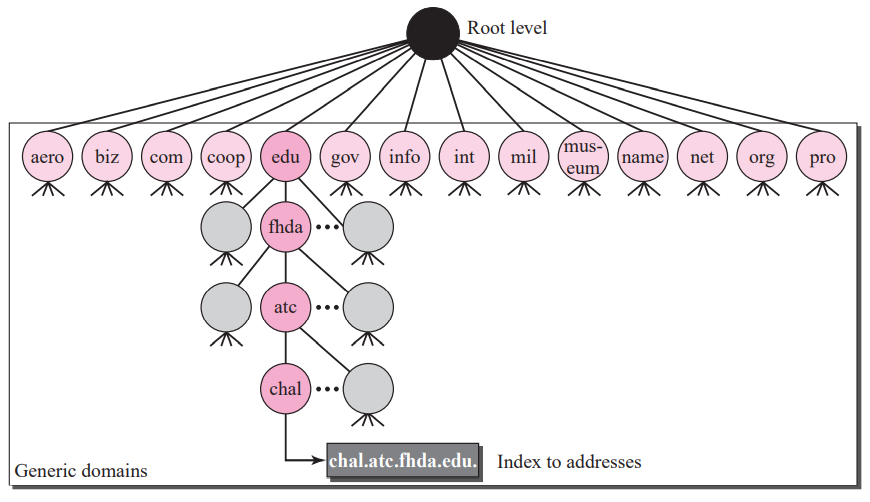 Root level
aero biz com coop edu gov info int mil mus-
eum name net org pro
fhda
atc
chal
chal.atc.fhda.edu. Index to addresses
Generic domains